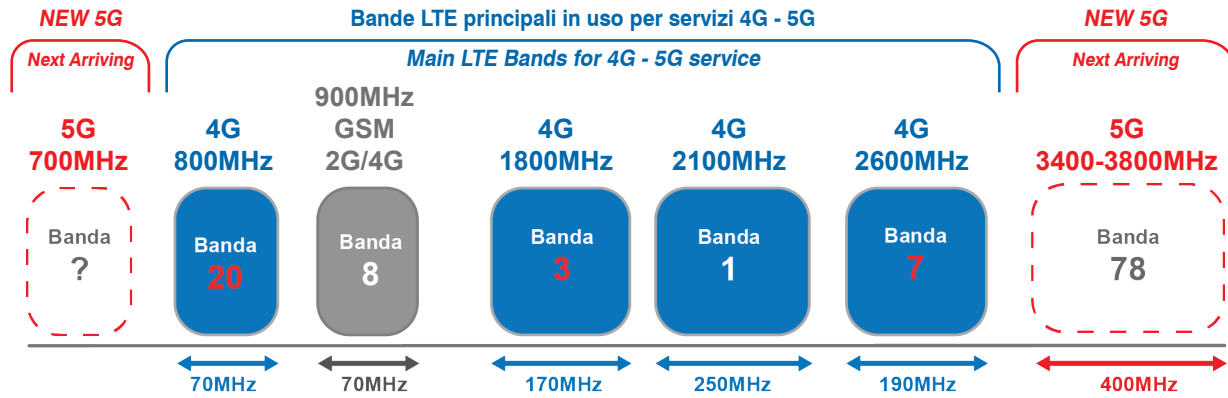 NEW 5G
Next Arriving
Bande LTE principali in uso per servizi 4G - 5G
Main LTE Bands for 4G - 5G service
NEW 5G
Next Arriving
5G
700MHz
4G
800MHz
900MHz
GSM
2G/4G
4G
1800MHz
4G
2100MHz
4G
2600MHz
5G
3400-3800MHz
Banda
?
Banda
20
Banda
8
Banda
3
Banda
1
Banda
7
Banda
78
70MHz
70MHz
170MHz
250MHz
190MHz
400MHz